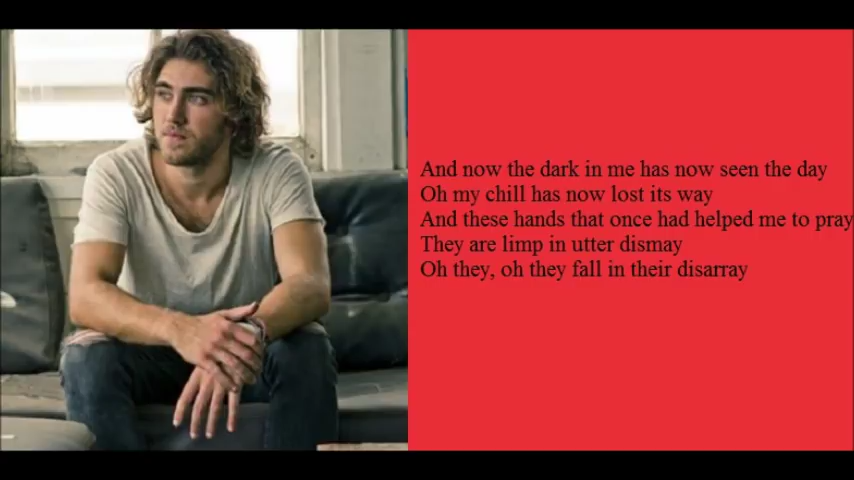 And now the dark in me has now seen the day
Oh my chill has now lost its way
And these hands that once had helped me to pray
They are limp in utter dismay
Oh they, oh they fall in their disarray